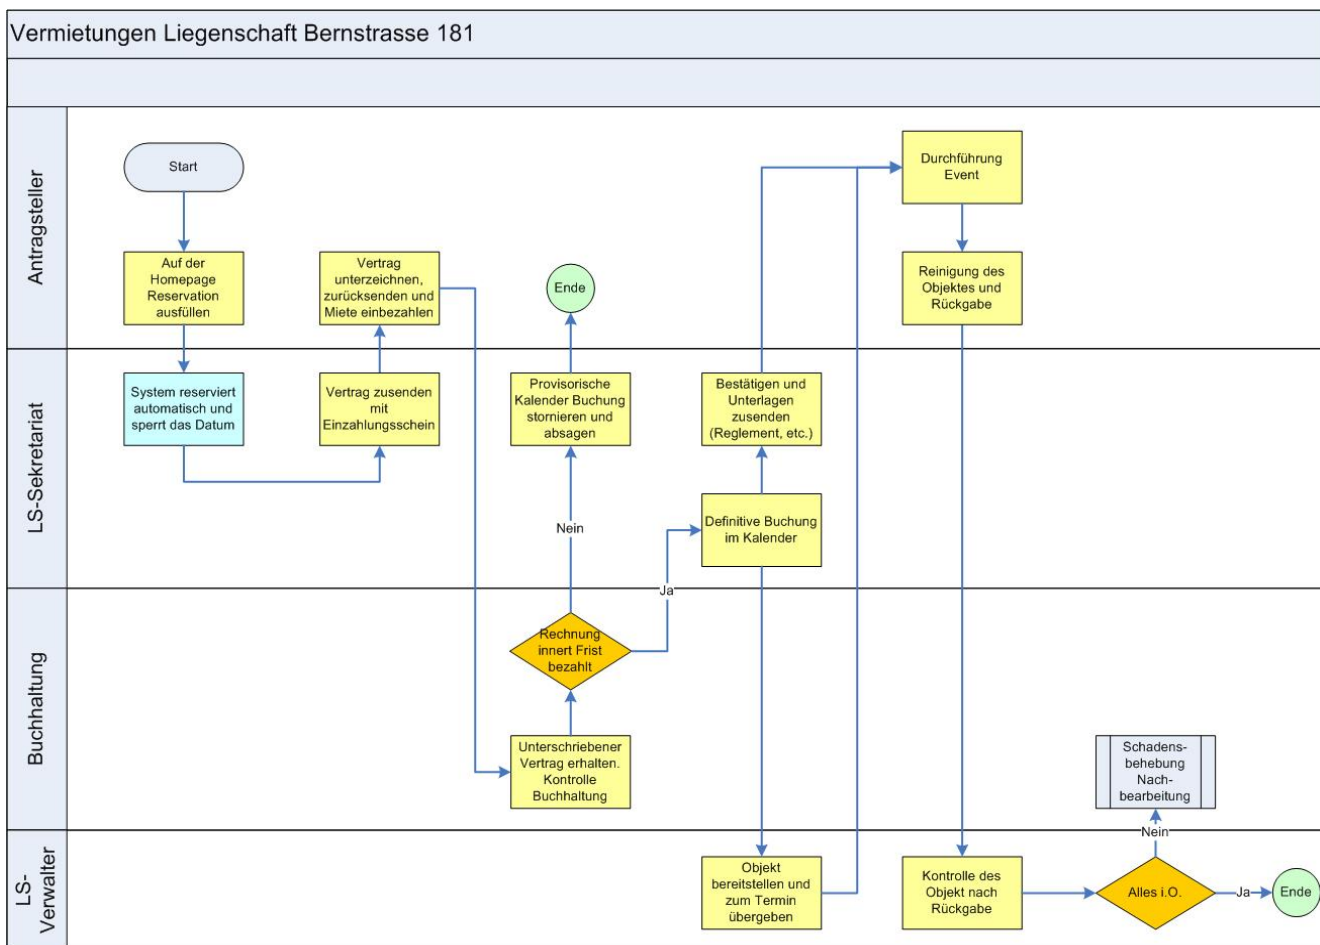 Vermietungen Liegenschaft Bernstrasse 181
Antragsteller
Start
Auf der
Homepage
Reservation
ausfüllen
Vertrag
unterzeichnen,
zurücksenden und
Miete einbezahlen
Ende
Durchführung
Event
Reinigung des
Objektes und
Rückgabe
LS-Sekretariat
System reserviert
automatisch und
sperrt das Datum
Vertrag zusenden
mit
Einzahlungsschein
Provisorische
Kalender Buchung
stornieren und
absagen
Bestätigen und
Unterlagen
zusenden
(Reglement, etc.)
Nein
Definitive Buchung
im Kalender
Ja
Buchhaltung
Rechnung
innert Frist
bezahlt
Unterschriebener
Vertrag erhalten.
Kontrolle
Buchhaltung
Schadens-
behebung
Nach-
bearbeitung
Nein
LS-
Verwalter
Objekt
bereitstellen und
zum Termin
übergeben
Kontrolle des
Objekt nach
Rückgabe
Alles i.O.
Ja
Ende